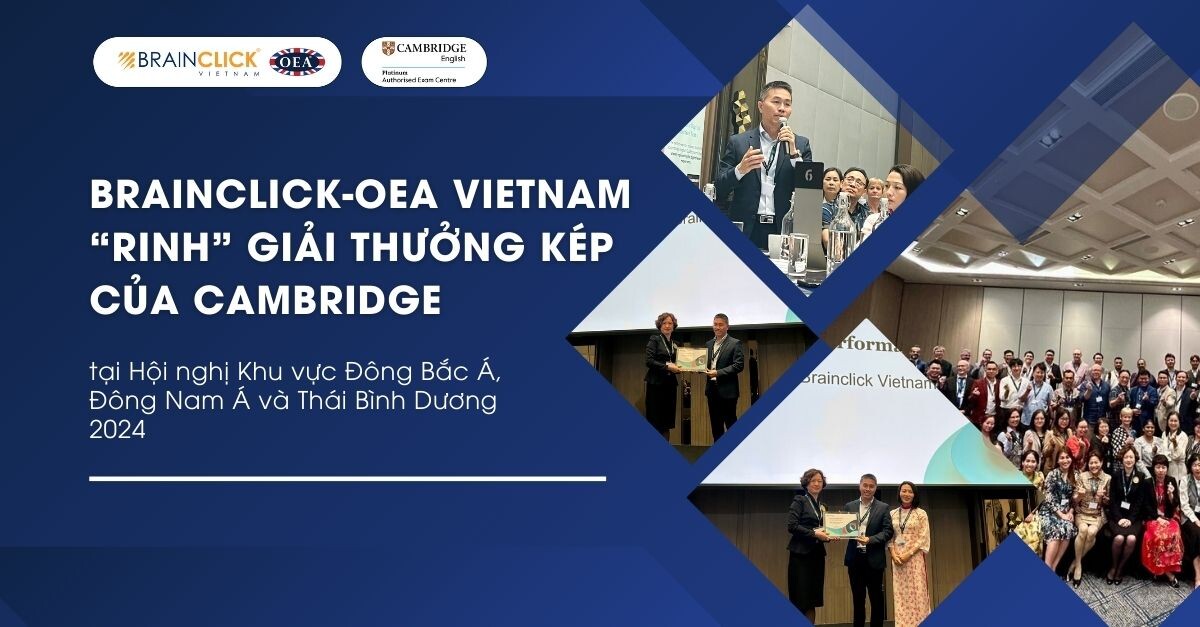 BRAINCLICK
VIETNAM
OEA
CAMBRIDGE
English
Platinum
Authorised Exam Centre
BRAINCLICK-OEA VIETNAM
“RINH” GIẢI THƯỞNG KÉP
CỦA CAMBRIDGE
tại Hội nghị Khu vực Đông Bắc Á,
Đông Nam Á và Thái Bình Dương
2024
6
Brainclick Vietnam